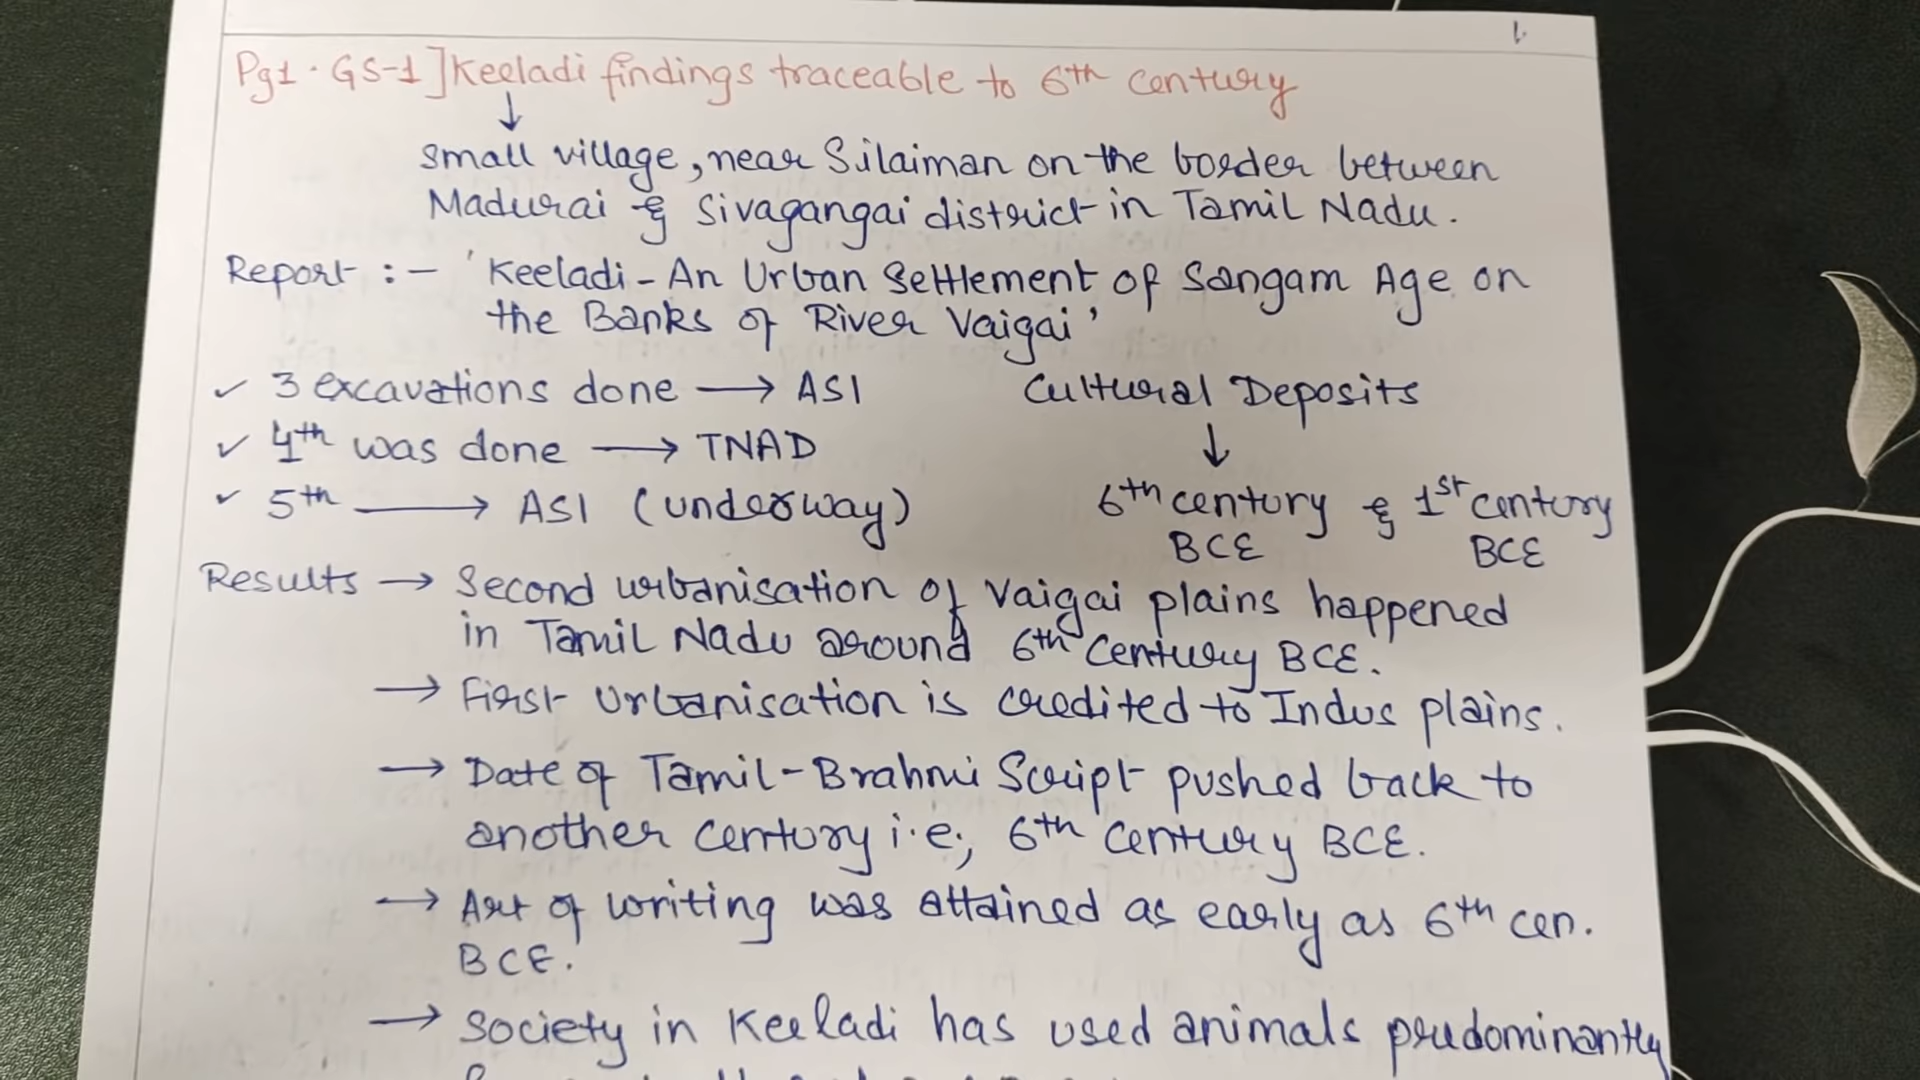 Pg1. GS-1] Keeladi findings traceable to 6th century
↓
small village, near Silaiman on the border between
Madurai & Sivagangai district in Tamil Nadu.
Report :- 'Keeladi - An Urban Settlement of Sangam Age on
the Banks of River Vaigai'
✓ 3 excavations done → ASI
✓ 4th was done → TNAD
✓ 5th → ASI (underway)
Cultural Deposits
↓
6th century & 1st century
BCE BCE
Results → Second urbanisation of Vaigai plains happened
in Tamil Nadu around 6th Century BCE.
→ First Urbanisation is credited to Indus plains.
→ Date of Tamil-Brahmi Script pushed back to
another century i.e; 6th Century BCE.
→ Art of writing was attained as early as 6th cen.
BCE.
→ Society in Keeladi has used animals predominantly